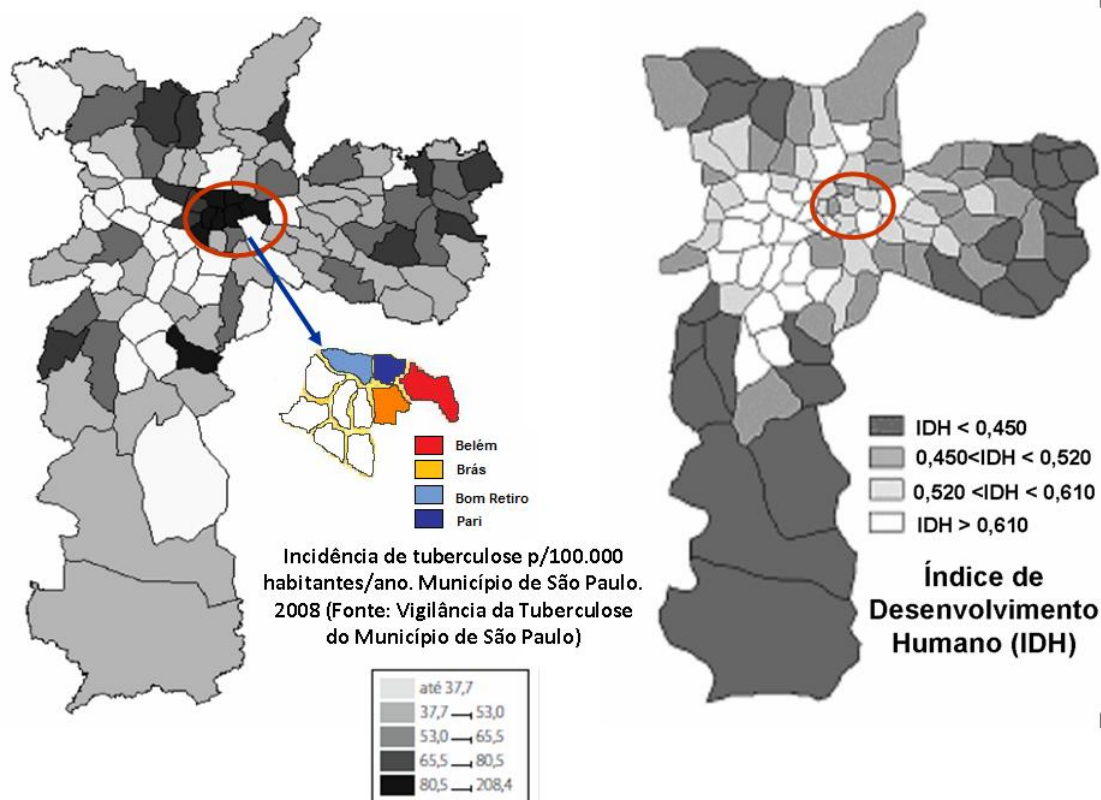 Belém
Brás
Bom Retiro
Pari
Incidência de tuberculose p/100.000
habitantes/ano. Município de São Paulo.
2008 (Fonte: Vigilância da Tuberculose
do Município de São Paulo)
até 37,7
37,7 53,0
53,0 65,5
65,5 80,5
80,5 208,4
IDH < 0,450
0,450<IDH < 0,520
0,520 <IDH < 0,610
IDH > 0,610
Índice de
Desenvolvimento
Humano (IDH)